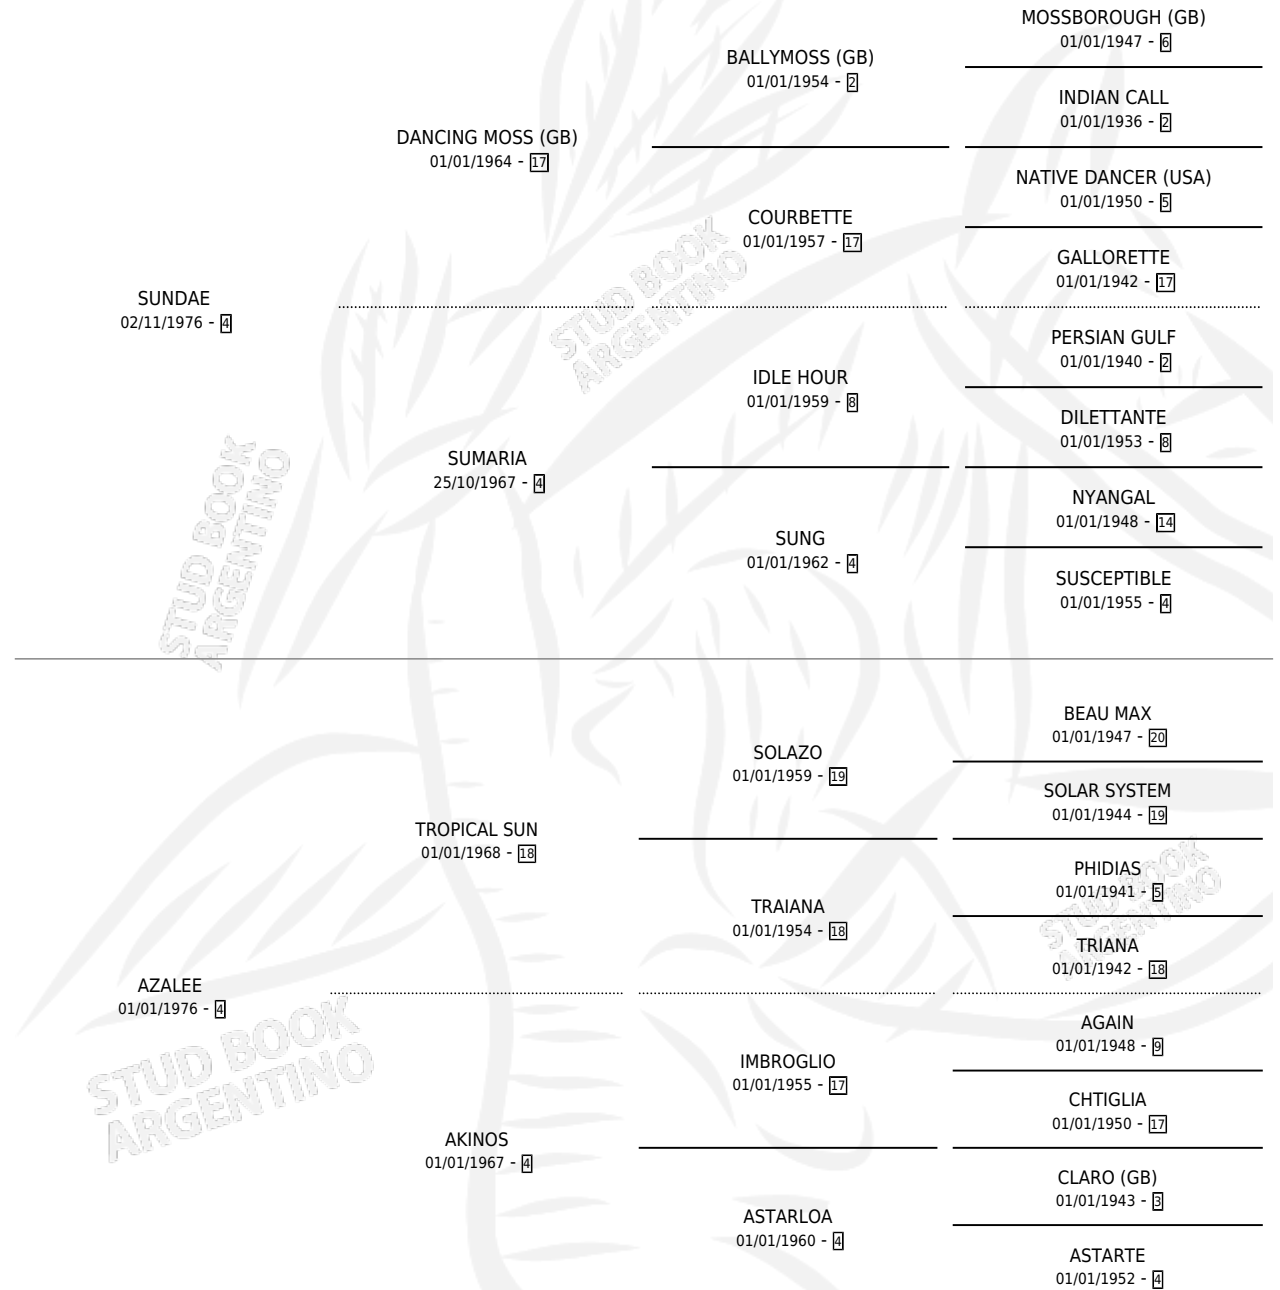 MOSSBOROUGH (GB)
01/01/1947 - 6
BALLYMOSS (GB)
01/01/1954 - 2
INDIAN CALL
01/01/1936 - 2
DANCING MOSS (GB)
01/01/1964 - 17
NATIVE DANCER (USA)
01/01/1950 - 5
COURBETTE
01/01/1957 - 17
GALLORETTE
01/01/1942 - 17
SUNDAE
02/11/1976 - 4
PERSIAN GULF
01/01/1940 - 2
IDLE HOUR
01/01/1959 - 8
DILETTANTE
01/01/1953 - 8
SUMARIA
25/10/1967 - 4
NYANGAL
01/01/1948 - 14
SUNG
01/01/1962 - 4
SUSCEPTIBLE
01/01/1955 - 4
BEAU MAX
01/01/1947 - 20
SOLAZO
01/01/1959 - 19
SOLAR SYSTEM
01/01/1944 - 19
TROPICAL SUN
01/01/1968 - 18
PHIDIAS
01/01/1941 - 5
TRAIANA
01/01/1954 - 18
TRIANA
01/01/1942 - 18
AZALEE
01/01/1976 - 4
AGAIN
01/01/1948 - 9
IMBROGLIO
01/01/1955 - 17
CHTIGLIA
01/01/1950 - 17
AKINOS
01/01/1967 - 4
CLARO (GB)
01/01/1943 - 3
ASTARLOA
01/01/1960 - 4
ASTARTE
01/01/1952 - 4
STUD BOOK
ARGENTINO
STUD BOOK
ARGENTINO
STUD BOOK
ARGENTINO
STUD BOOK
ARGENTINO